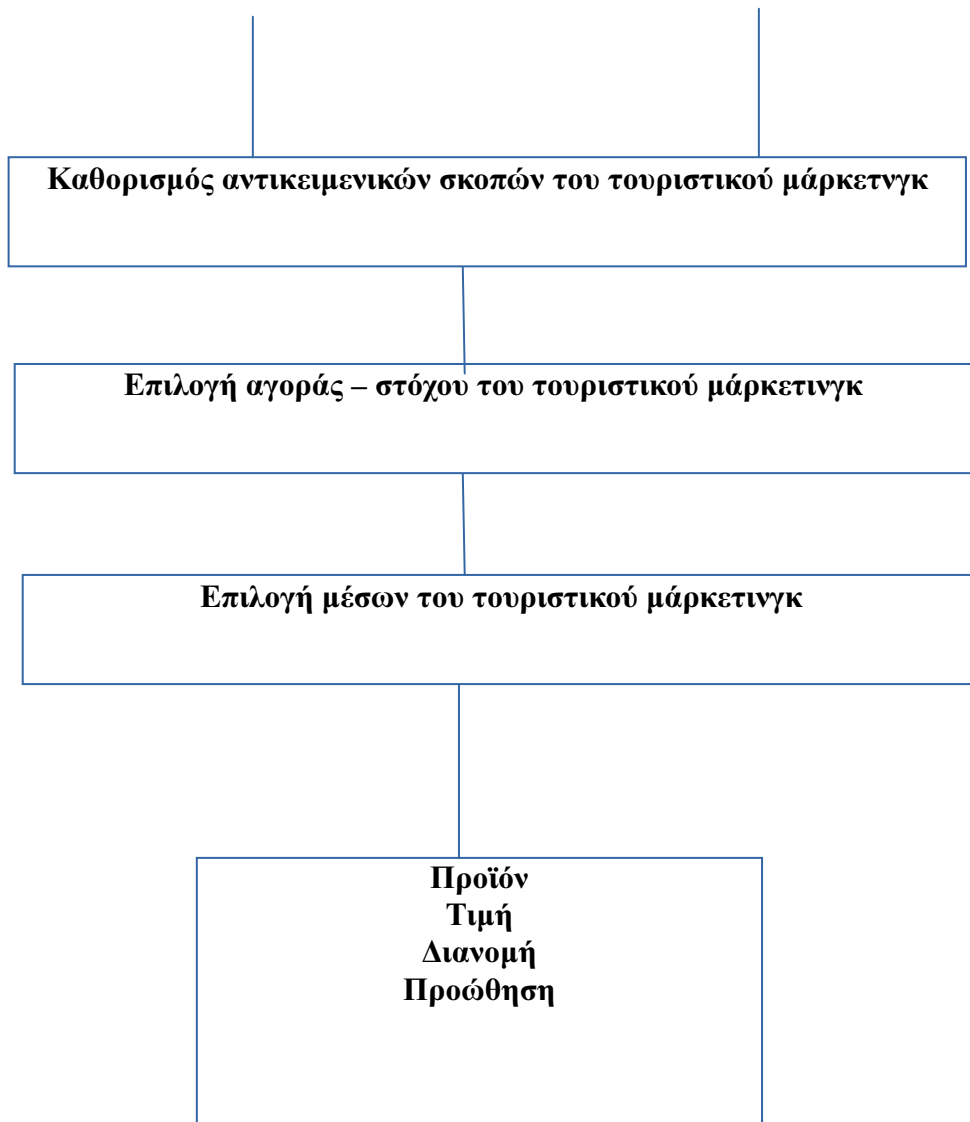 Καθορισμός αντικειμενικών σκοπών του τουριστικού μάρκετνγκ
Επιλογή αγοράς – στόχου του τουριστικού μάρκετινγκ
Επιλογή μέσων του τουριστικού μάρκετινγκ
Προϊόν
Τιμή
Διανομή
Προώθηση